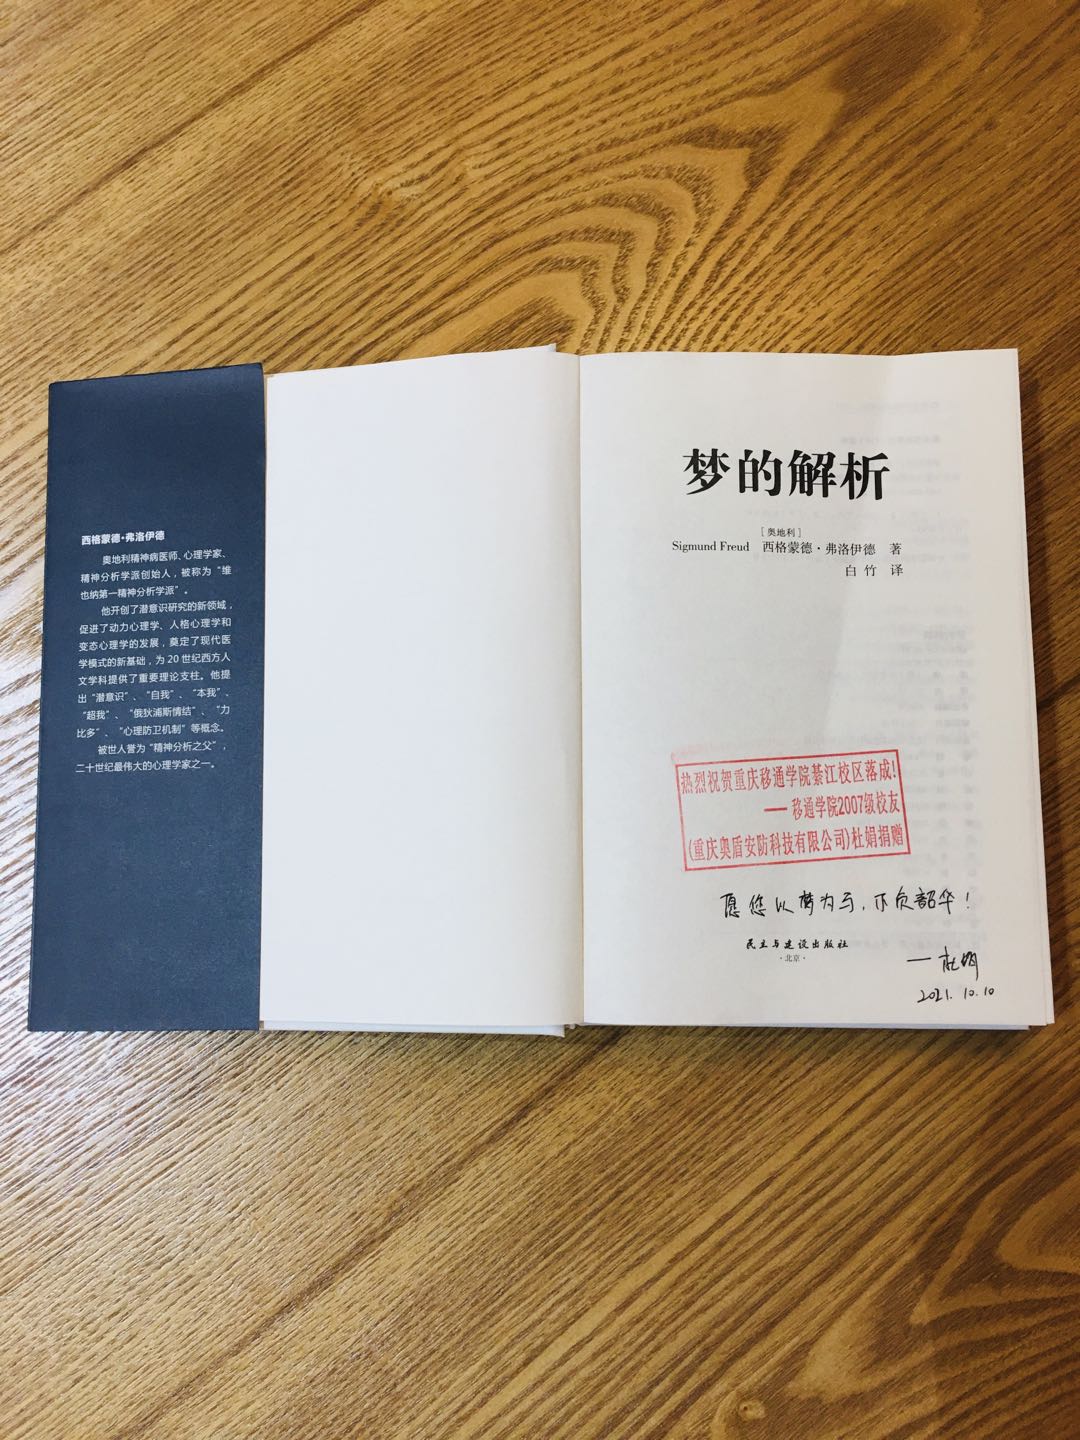 西格蒙德·弗洛伊德
奥地利精神病医师、心理学家、
精神分析学派创始人，被称为“维
也纳第一精神分析学派”。
他开创了潜意识研究的新领域，
促进了动力心理学、人格心理学和
变态心理学的发展，奠定了现代医
学模式的新基础，为20世纪西方人
文学科提供了重要理论支柱。他提
出“潜意识”、“自我”、“本我”、
“超我”、“俄狄浦斯情结”、“力
比多”、“心理防卫机制”等概念。
被世人誉为“精神分析之父”，
二十世纪最伟大的心理学家之一。
梦的解析
[奥地利]
Sigmund Freud 西格蒙德·弗洛伊德 著
白竹 译
热烈祝贺重庆移通学院綦江校区落成!
——移通学院2007级校友
(重庆奥盾安防科技有限公司)杜娟捐赠
愿您以梦为马，不负韶华！
民主与建设出版社
·北京·
—杜娟
2021.10.10